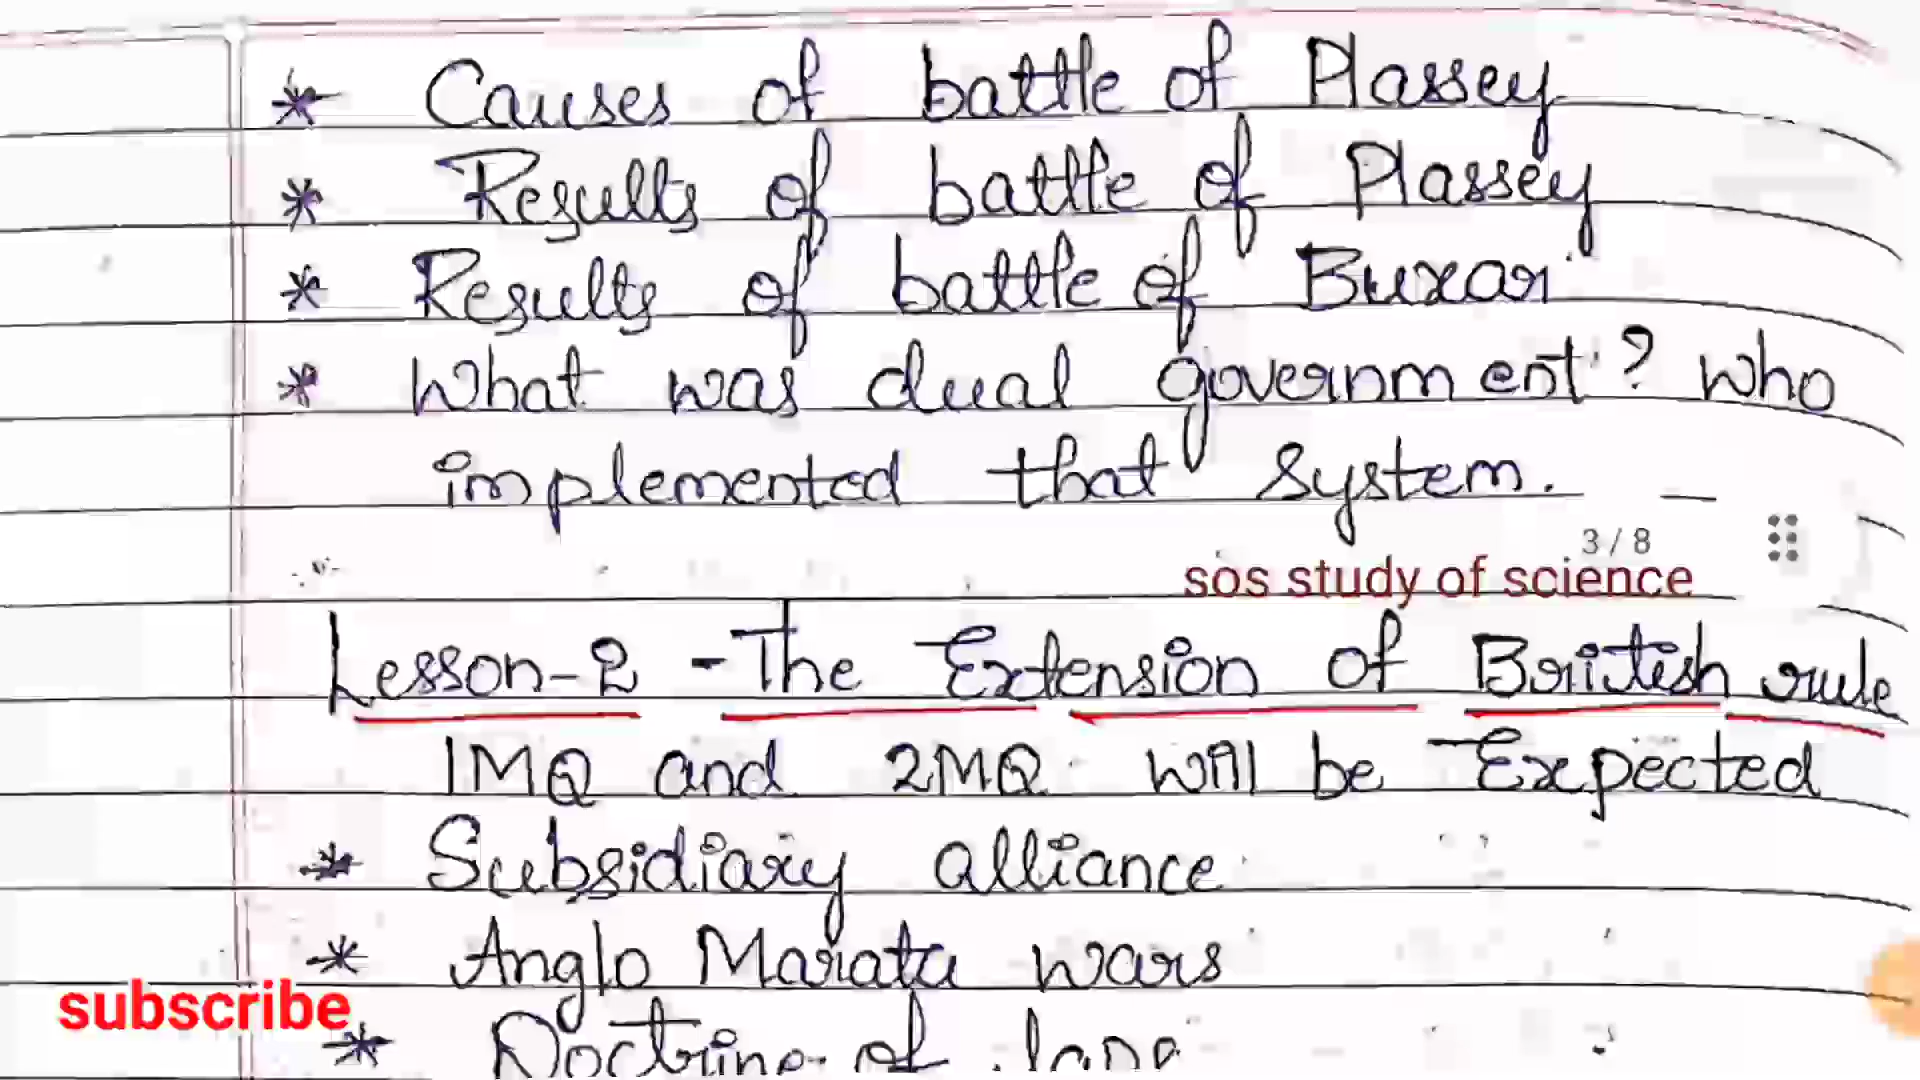 * Causes of battle of Plassey
* Results of battle of Plassey
* Results of battle of Buxar
* What was dual government? Who
implemented that system.
3/8
sos study of science
Lesson-2 - The Extension of British rule
1MQ and 2MQ will be Expected
* Subsidiary alliance
* Anglo Marata wars
subscribe
* Doctrine of